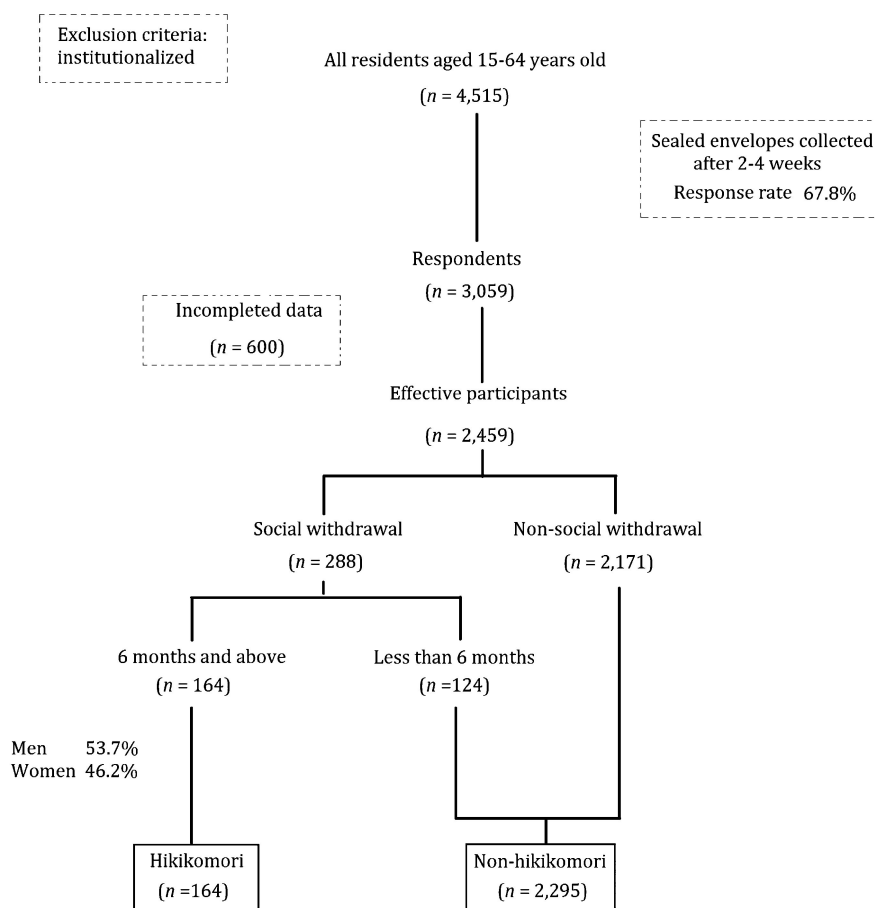 Exclusion criteria:
institutionalized
All residents aged 15-64 years old
(n = 4,515)
Sealed envelopes collected
after 2-4 weeks
Response rate 67.8%
Respondents
(n = 3,059)
Incompleted data
(n = 600)
Effective participants
(n = 2,459)
Social withdrawal
(n = 288)
Non-social withdrawal
(n = 2,171)
6 months and above
(n = 164)
Less than 6 months
(n =124)
Men 53.7%
Women 46.2%
Hikikomori
(n =164)
Non-hikikomori
(n = 2,295)